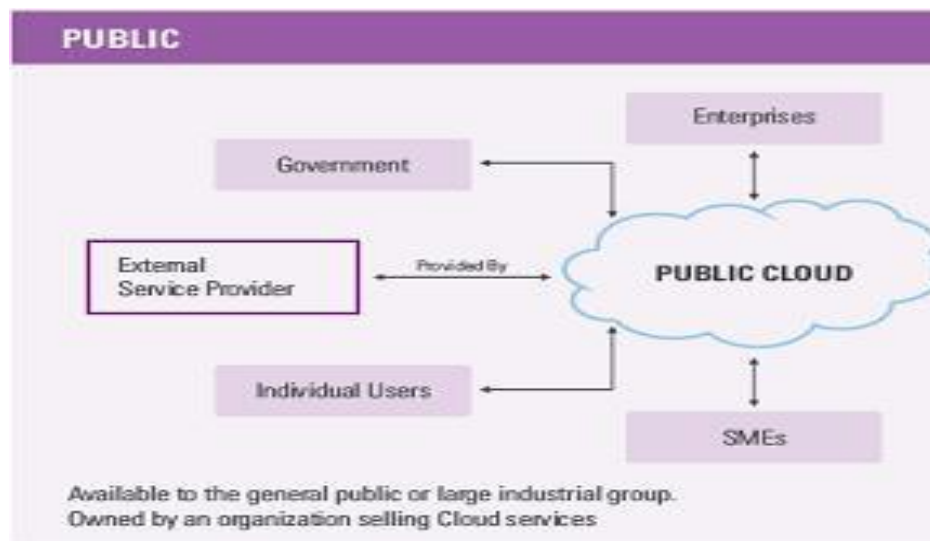 PUBLIC
Enterprises
Government
External
Service Provider
Provided By
PUBLIC CLOUD
Individual Users
SMEs
Available to the general public or large industrial group.
Owned by an organization selling Cloud services